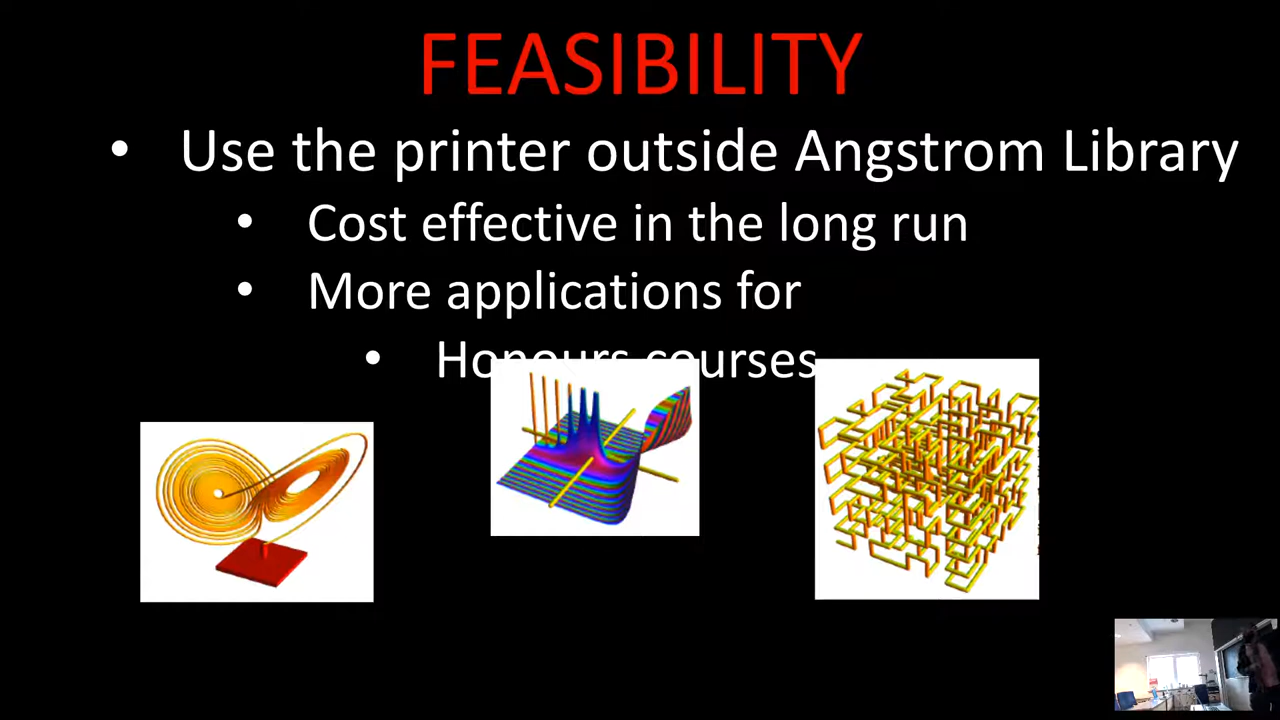 FEASIBILITY
• Use the printer outside Angstrom Library
• Cost effective in the long run
• More applications for
• Honours courses